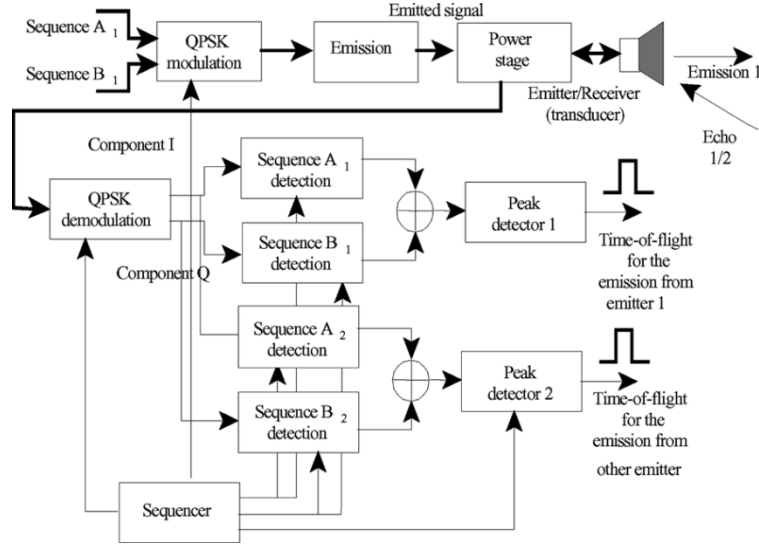 Emitted signal
Sequence A 1
Sequence B 1
QPSK
modulation
Emission
Power
stage
Emission 1
Emitter/Receiver
(transducer)
Echo
1/2
Component I
QPSK
demodulation
Component Q
Sequence A 1
detection
Sequence B 1
detection
Peak
detector 1
Time-of-flight
for the
emission from
emitter 1
Sequence A 2
detection
Sequence B 2
detection
Peak
detector 2
Time-of-flight
for the
emission from
other emitter
Sequencer